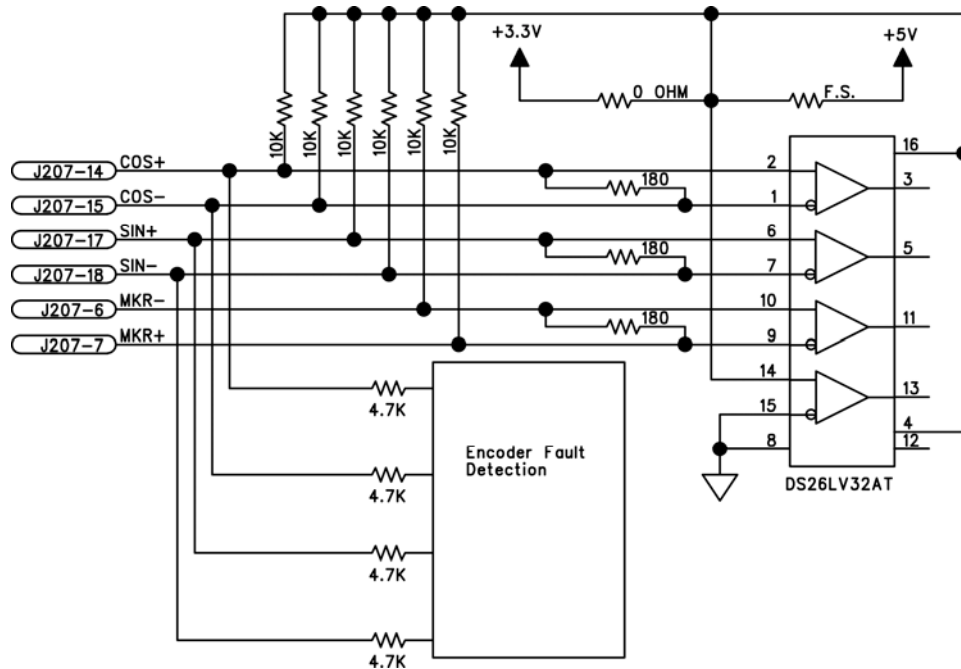 +3.3V
+5V
0 OHM
F.S.
10K
10K
10K
10K
10K
10K
16
J207-14
COS+
2
3
180
J207-15
COS-
1
J207-17
SIN+
6
5
180
J207-18
SIN-
7
J207-6
MKR-
10
11
180
J207-7
MKR+
9
14
13
15
4
8
12
DS26LV32AT
4.7K
Encoder Fault
Detection
4.7K
4.7K
4.7K